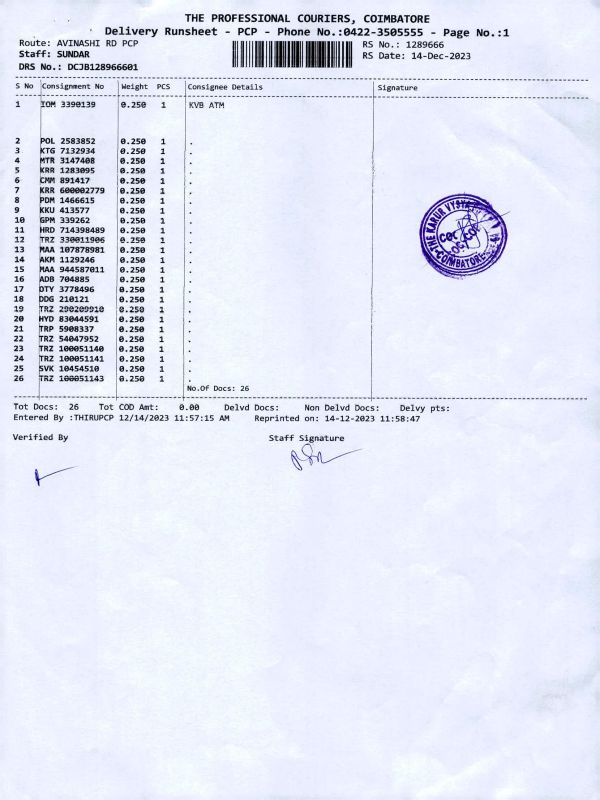 THE PROFESSIONAL COURIERS, COIMBATORE
Delivery Runsheet - PCP - Phone No.:0422-3505555 - Page No.:1
Route: AVINASHI RD PCP RS No.: 1289666
Staff: SUNDAR RS Date: 14-Dec-2023
DRS No.: DCJB128966601
S No Consignment No Weight PCS Consignee Details Signature
1 IOM 3390139 0.250 1 KVB ATM
2 POL 2583852 0.250 1 .
3 KTG 7132934 0.250 1 .
4 MTR 3147408 0.250 1 .
5 KRR 1283095 0.250 1 .
6 CMM 891417 0.250 1 .
7 KRR 600002779 0.250 1 .
8 PDM 1466615 0.250 1 .
9 KKU 413577 0.250 1 .
10 GPM 339262 0.250 1 .
11 HRD 714398489 0.250 1 .
12 TRZ 330011906 0.250 1 .
13 MAA 107878981 0.250 1 .
14 AKM 1129246 0.250 1 .
15 MAA 944587011 0.250 1 .
16 ADB 704885 0.250 1 .
17 DTY 3778496 0.250 1 .
18 DDG 210121 0.250 1 .
19 TRZ 290209910 0.250 1 .
20 HYD 83044591 0.250 1 .
21 TRP 5908337 0.250 1 .
22 TRZ 54047952 0.250 1 .
23 TRZ 100051140 0.250 1 .
24 TRZ 100051141 0.250 1 .
25 SVK 10454510 0.250 1 .
26 TRZ 100051143 0.250 1 .
No.Of Docs: 26
THE KARUR VYSYA
COIMBATORE
Tot Docs: 26 Tot COD Amt: 0.00 Delvd Docs: Non Delvd Docs: Delvy pts:
Entered By :THIRUPCP 12/14/2023 11:57:15 AM Reprinted on: 14-12-2023 11:58:47
Verified By Staff Signature